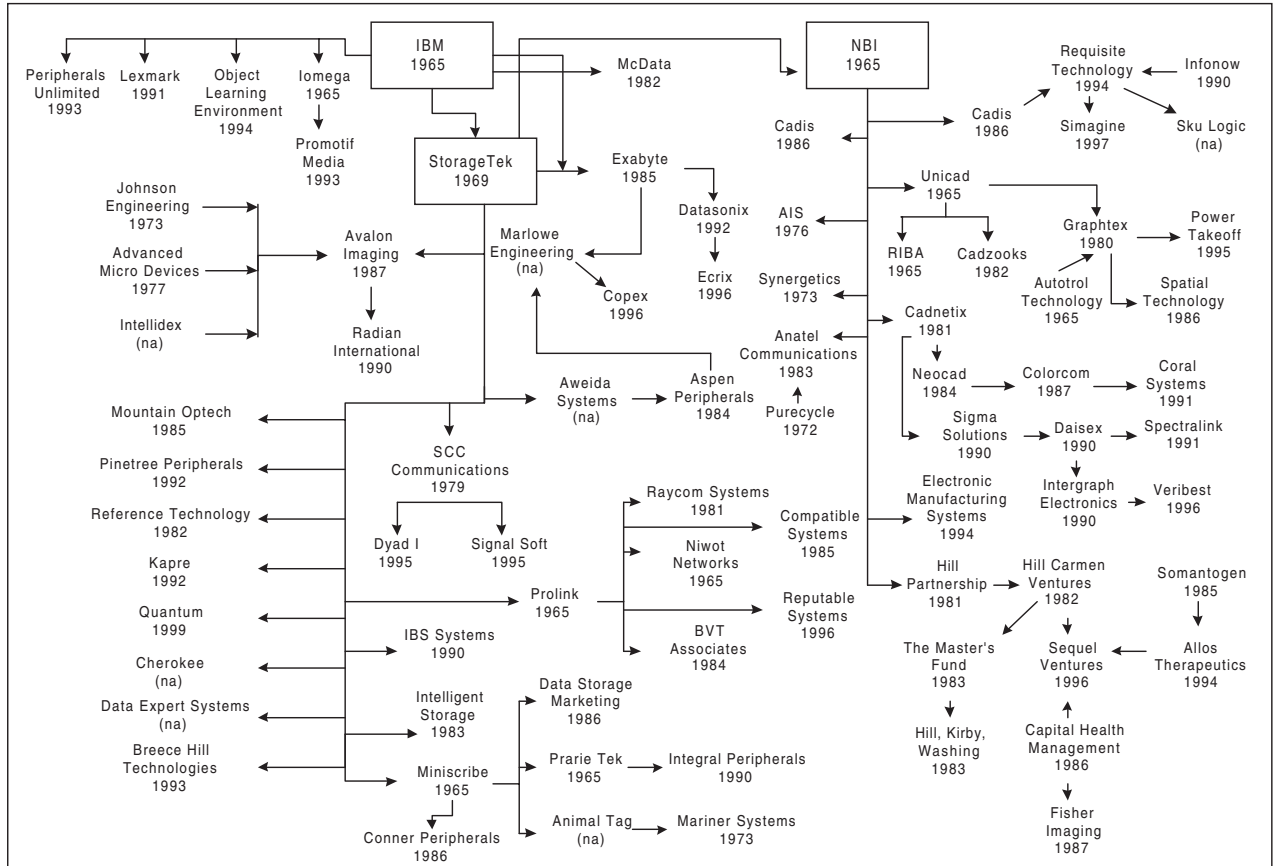 IBM
1965
NBI
1965
Peripherals
Unlimited
1993
Lexmark
1991
Object
Learning
Environment
1994
Iomega
1965
Promotif
Media
1993
McData
1982
StorageTek
1969
Exabyte
1985
Datasonix
1992
Ecrix
1996
Marlowe
Engineering
(na)
Copex
1996
Johnson
Engineering
1973
Advanced
Micro Devices
1977
Intellidex
(na)
Avalon
Imaging
1987
Radian
International
1990
Aweida
Systems
(na)
Aspen
Peripherals
1984
SCC
Communications
1979
Dyad I
1995
Signal Soft
1995
Mountain Optech
1985
Pinetree Peripherals
1992
Reference Technology
1982
Kapre
1992
Quantum
1999
Cherokee
(na)
Data Expert Systems
(na)
Breece Hill
Technologies
1993
IBS Systems
1990
Intelligent
Storage
1983
Miniscribe
1965
Conner Peripherals
1986
Prolink
1965
Raycom Systems
1981
Compatible
Systems
1985
Niwot
Networks
1965
Reputable
Systems
1996
BVT
Associates
1984
Data Storage
Marketing
1986
Prarie Tek
1965
Integral Peripherals
1990
Animal Tag
(na)
Mariner Systems
1973
Cadis
1986
AIS
1976
Synergetics
1973
Anatel
Communications
1983
Purecycle
1972
Cadis
1986
Requisite
Technology
1994
Infonow
1990
Simagine
1997
Sku Logic
(na)
Unicad
1965
RIBA
1965
Cadzooks
1982
Graphtex
1980
Power
Takeoff
1995
Autotrol
Technology
1965
Spatial
Technology
1986
Cadnetix
1981
Neocad
1984
Colorcom
1987
Coral
Systems
1991
Sigma
Solutions
1990
Daisex
1990
Spectralink
1991
Intergraph
Electronics
1990
Veribest
1996
Electronic
Manufacturing
Systems
1994
Hill
Partnership
1981
Hill Carmen
Ventures
1982
Somantogen
1985
The Master's
Fund
1983
Sequel
Ventures
1996
Allos
Therapeutics
1994
Hill, Kirby,
Washing
1983
Capital Health
Management
1986
Fisher
Imaging
1987